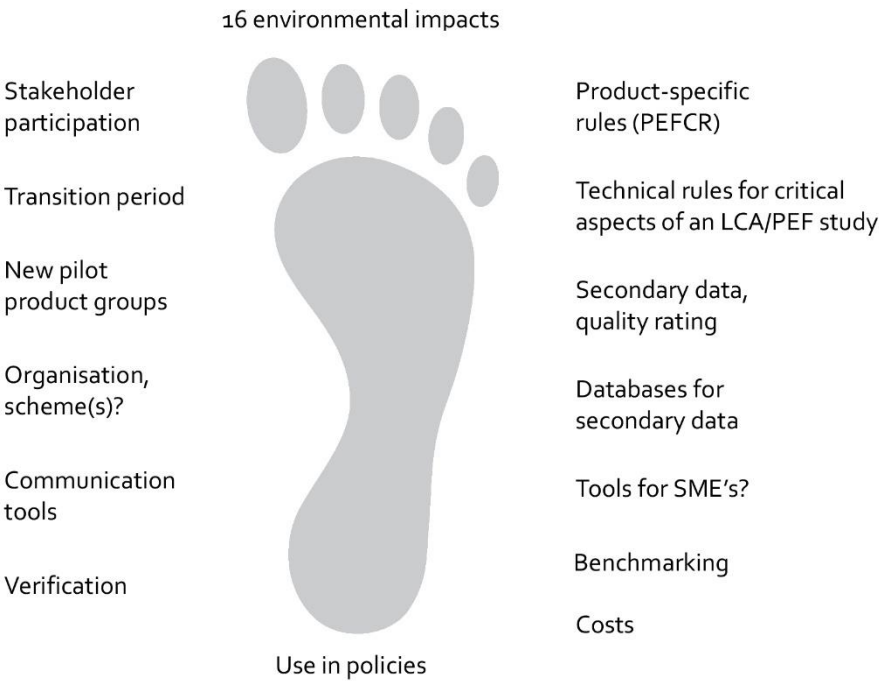 16 environmental impacts
Stakeholder
participation
Transition period
New pilot
product groups
Organisation,
scheme(s)?
Communication
tools
Verification
Product-specific
rules (PEFCR)
Technical rules for critical
aspects of an LCA/PEF study
Secondary data,
quality rating
Databases for
secondary data
Tools for SME's?
Benchmarking
Costs
Use in policies